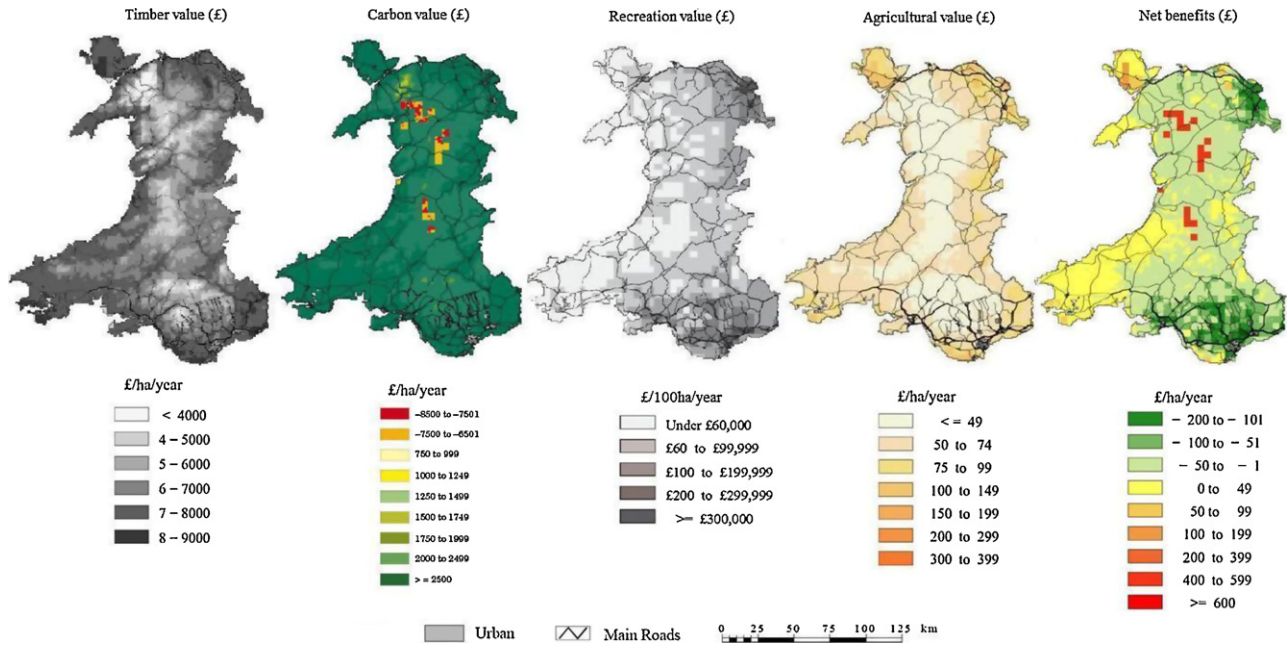 Timber value (£)
Carbon value (£)
Recreation value (£)
Agricultural value (£)
Net benefits (£)
£/ha/year
< 4000
4 – 5000
5 – 6000
6 – 7000
7 – 8000
8 – 9000
£/ha/year
–8500 to –7501
–7500 to –6501
750 to 999
1000 to 1249
1250 to 1499
1500 to 1749
1750 to 1999
2000 to 2499
> = 2500
£/100ha/year
Under £60,000
£60 to £99,999
£100 to £199,999
£200 to £299,999
>= £300,000
£/ha/year
< = 49
50 to 74
75 to 99
100 to 149
150 to 199
200 to 299
300 to 399
£/ha/year
– 200 to – 101
– 100 to – 51
– 50 to – 1
0 to 49
50 to 99
100 to 199
200 to 399
400 to 599
>= 600
Urban
Main Roads
0 25 50 75 100 125 km